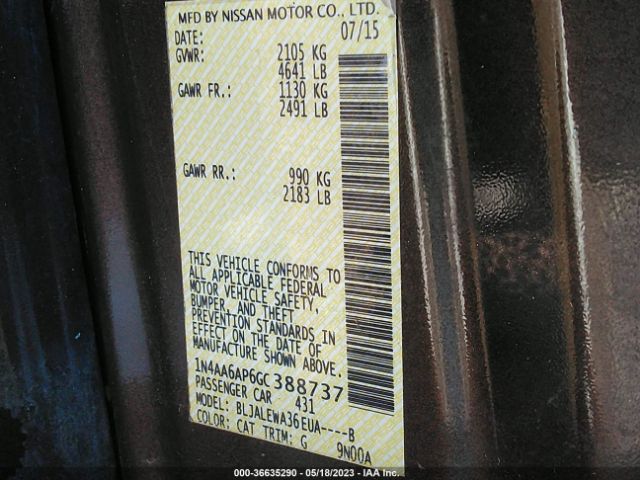 MFD BY NISSAN MOTOR CO., LTD.
DATE: 07/15
GVWR: 2105 KG
4641 LB
GAWR FR.: 1130 KG
2491 LB
GAWR RR.: 990 KG
2183 LB
THIS VEHICLE CONFORMS TO
ALL APPLICABLE FEDERAL
MOTOR VEHICLE SAFETY,
BUMPER, AND THEFT
PREVENTION STANDARDS IN
EFFECT ON THE DATE OF
MANUFACTURE SHOWN ABOVE.
1N4AA6AP6GC388737
PASSENGER CAR 431
MODEL: BLJALEWA36EUA----B
COLOR: CAT TRIM: G 9N00A
000-36635290 - 05/18/2023 - IAAI.COM